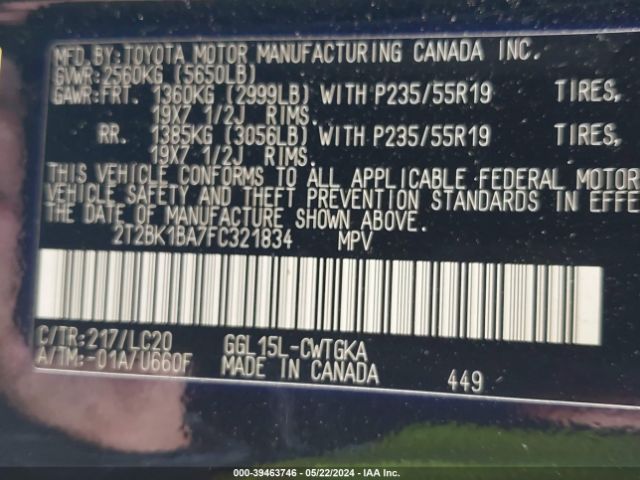 MFD.BY:TOYOTA MOTOR MANUFACTURING CANADA INC.
GVWR:2560KG (5650LB)
GAWR:FRT. 1360KG (2999LB) WITH P235/55R19 TIRES,
19X7 1/2J RIMS.
RR. 1385KG (3056LB) WITH P235/55R19 TIRES,
19X7 1/2J RIMS.
THIS VEHICLE CONFORMS TO ALL APPLICABLE FEDERAL MOTOR
VEHICLE SAFETY AND THEFT PREVENTION STANDARDS IN EFFE
THE DATE OF MANUFACTURE SHOWN ABOVE.
2T2BK1BA7FC321834 MPV
C/TR:217/LC20 GGL15L-CWTGKA
A/TM:-01A/U660F MADE IN CANADA 449
000-39463746 - 05/22/2024 - IAA Inc.